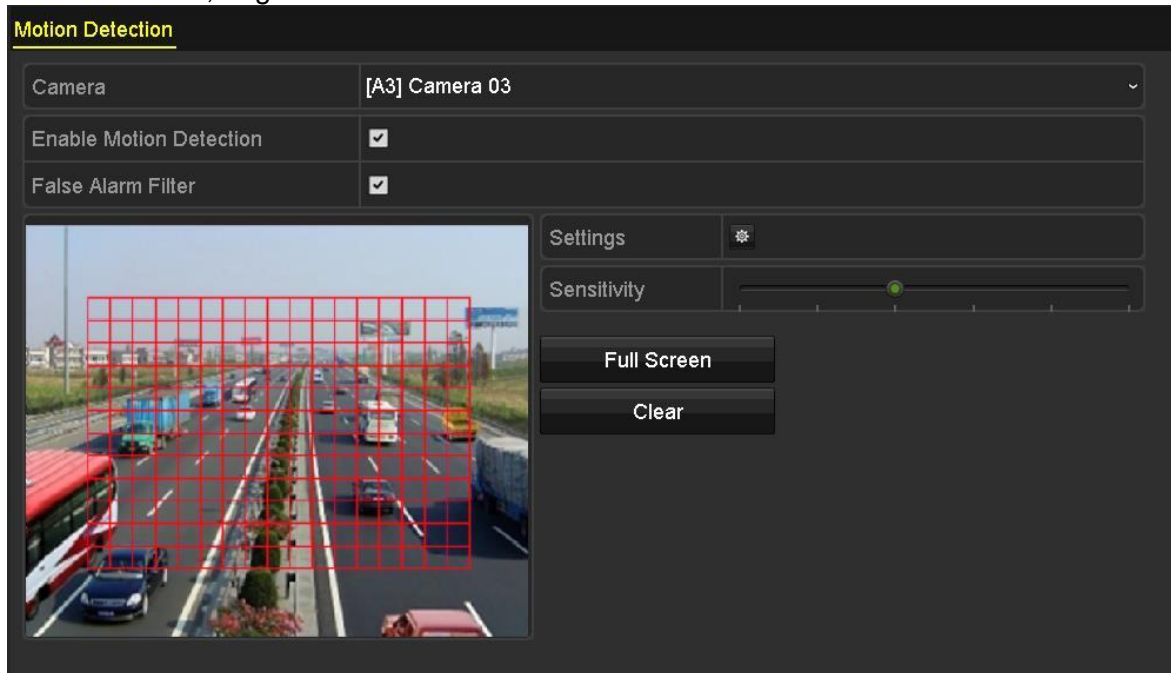 Motion Detection
Camera [A3] Camera 03
Enable Motion Detection
False Alarm Filter
Settings
Sensitivity
Full Screen
Clear